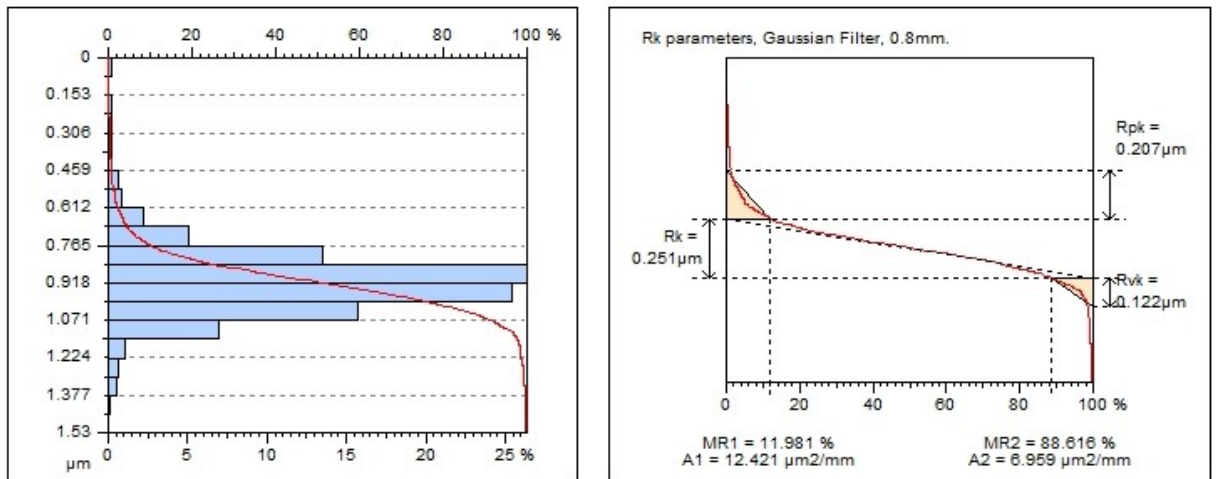 0 20 40 60 80 100 %
0
0.153
0.306
0.459
0.612
0.765
0.918
1.071
1.224
1.377
1.53
µm
0 5 10 15 20 25 %
Rk parameters, Gaussian Filter, 0.8mm.
Rpk =
0.207µm
Rk =
0.251µm
Rvk =
0.122µm
0 20 40 60 80 100 %
MR1 = 11.981 % MR2 = 88.616 %
A1 = 12.421 µm2/mm A2 = 6.959 µm2/mm